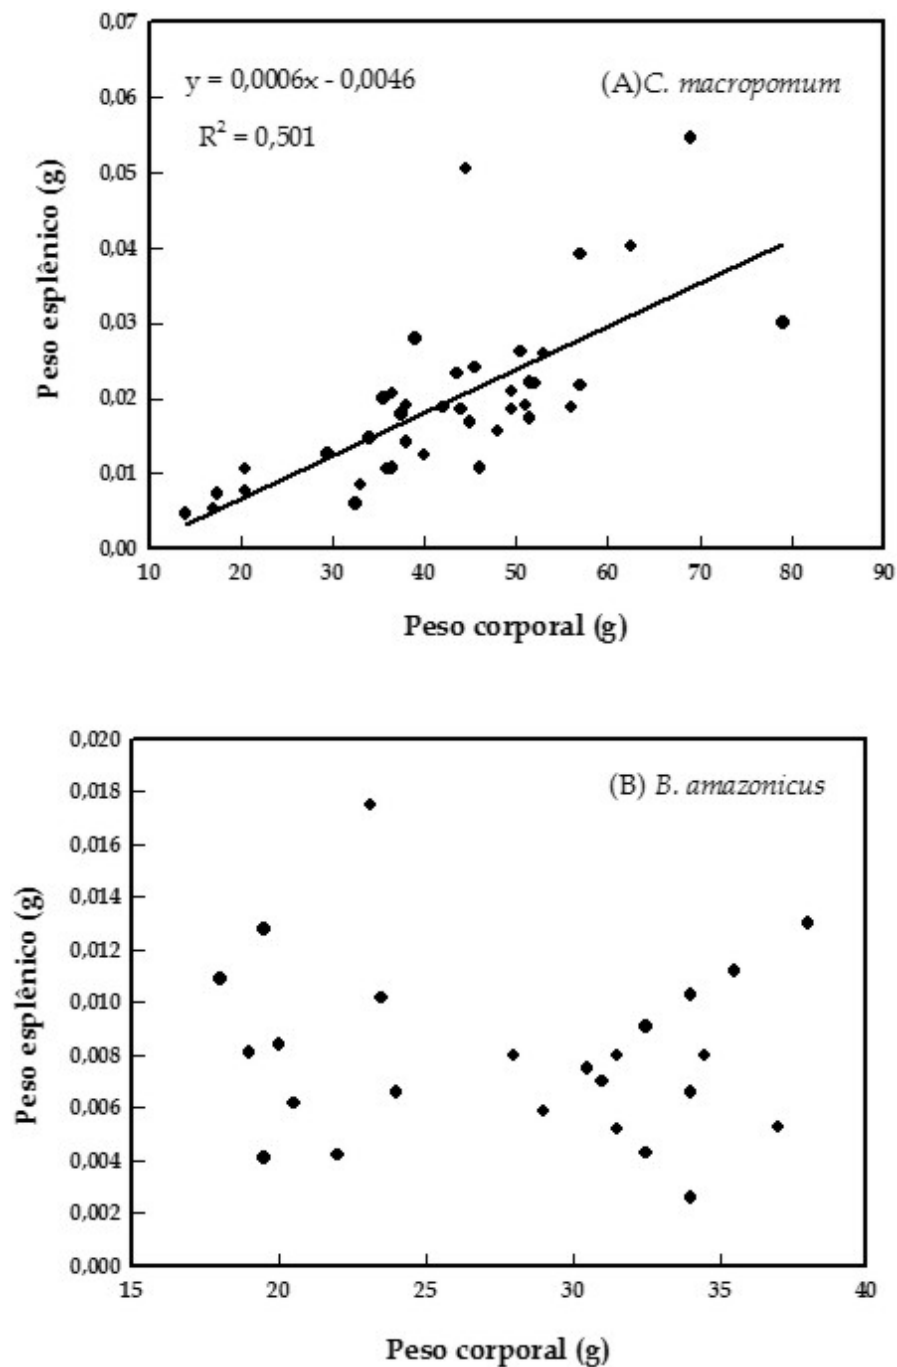 0,07
y = 0,0006x - 0,0046
(A)C. macropomum
0,06
R² = 0,501
0,05
0,04
0,03
0,02
0,01
0,00
Peso esplênico (g)
10 20 30 40 50 60 70 80 90
Peso corporal (g)
0,020
(B) B. amazonicus
0,018
0,016
0,014
0,012
0,010
0,008
0,006
0,004
0,002
0,000
Peso esplênico (g)
15 20 25 30 35 40
Peso corporal (g)